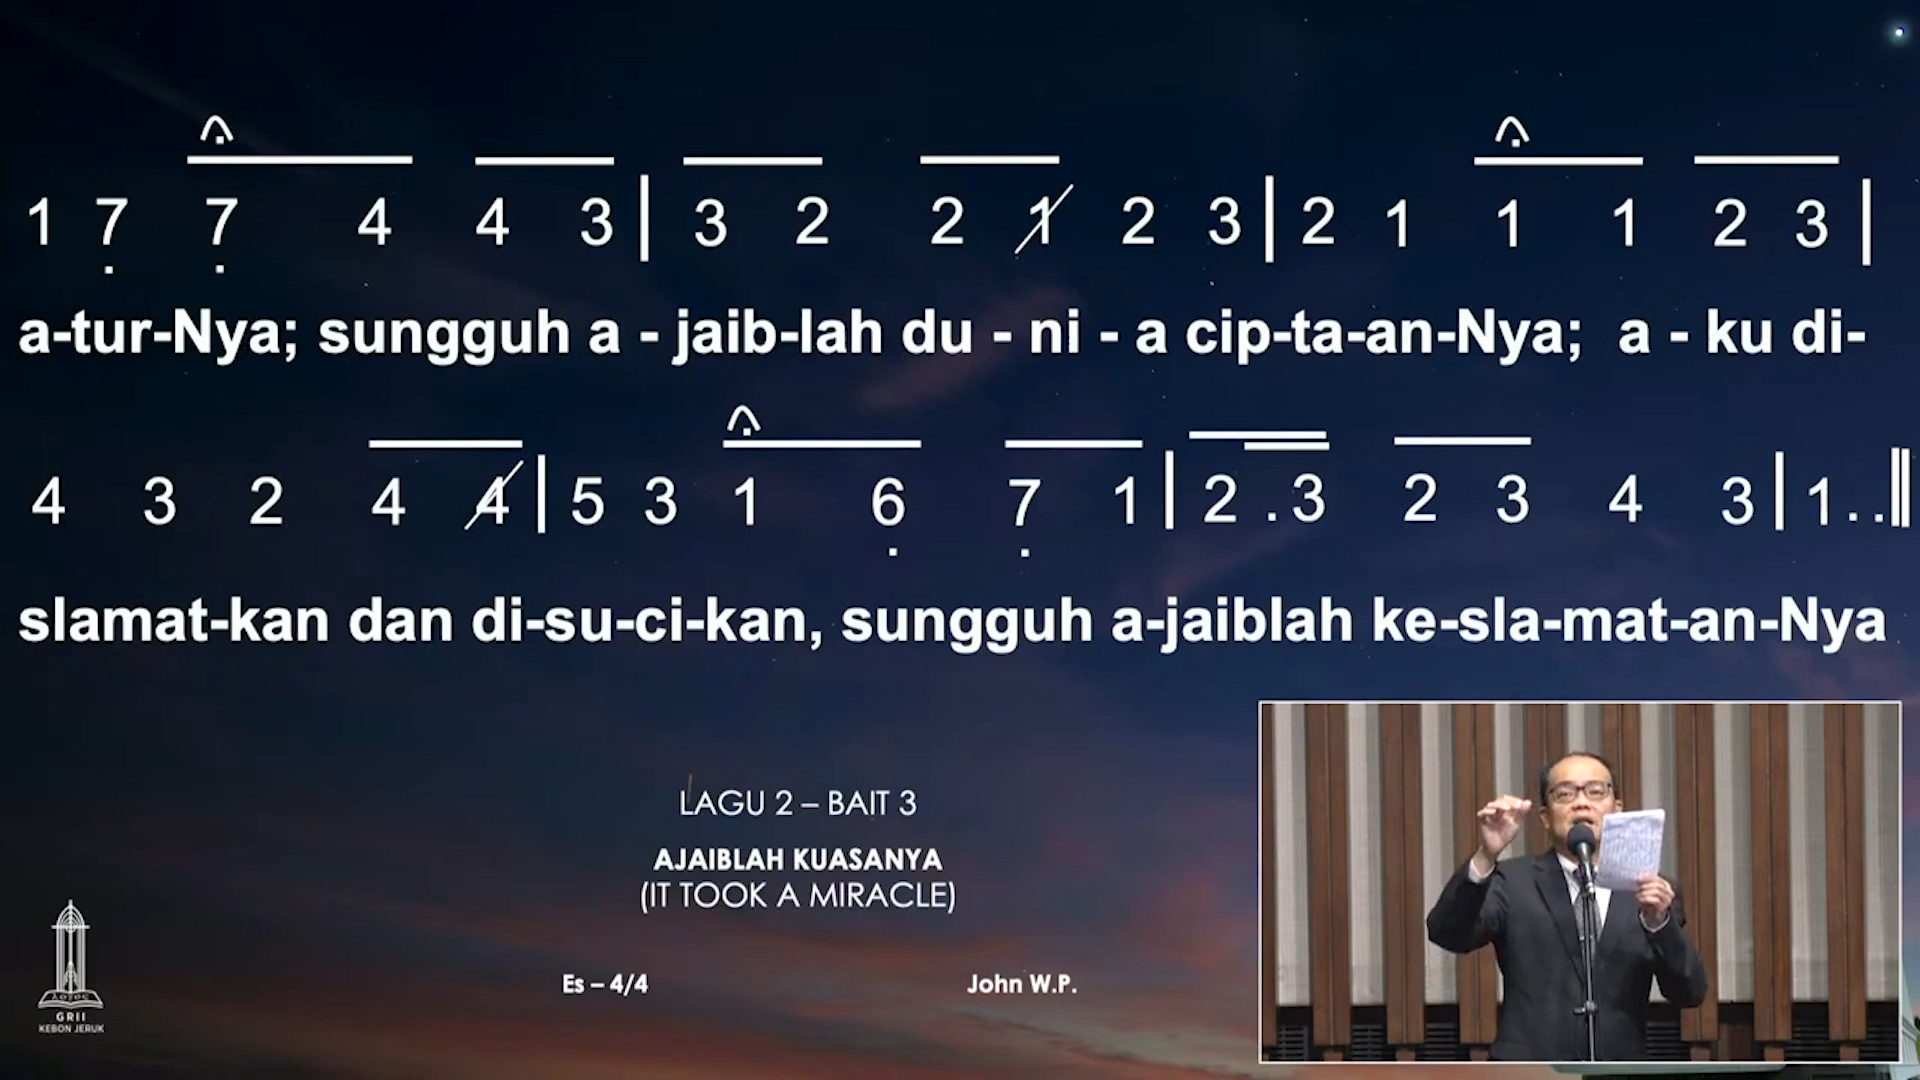 1 7 7 4 4 3 | 3 2 2 1 2 3 | 2 1 1 1 2 3 |
a-tur-Nya; sungguh a - jaib-lah du - ni - a cip-ta-an-Nya; a - ku di-
4 3 2 4 4 | 5 3 1 6 7 1 | 2 . 3 2 3 4 3 | 1 . . ||
slamat-kan dan di-su-ci-kan, sungguh a-jaiblah ke-sla-mat-an-Nya
LAGU 2 – BAIT 3
AJAIBLAH KUASANYA
(IT TOOK A MIRACLE)
Es – 4/4 John W.P.
ΛΟΓΟΣ
GRII
KEBON JERUK